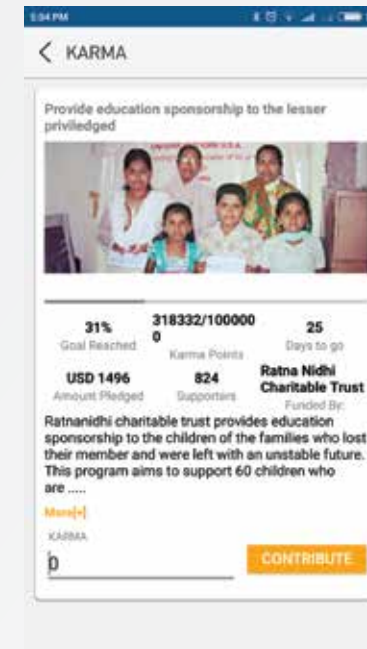 5:04 PM
KARMA
Provide education sponsorship to the lesser
priviledged
31%
Goal Reached
318332/100000
0
Karma Points
25
Days to go
USD 1496
Amount Pledged
824
Supporters
Ratna Nidhi
Charitable Trust
Funded By:
Ratnanidhi charitable trust provides education
sponsorship to the children of the families who lost
their member and were left with an unstable future.
This program aims to support 60 children who
are .....
More[+]
KARMA
0
CONTRIBUTE